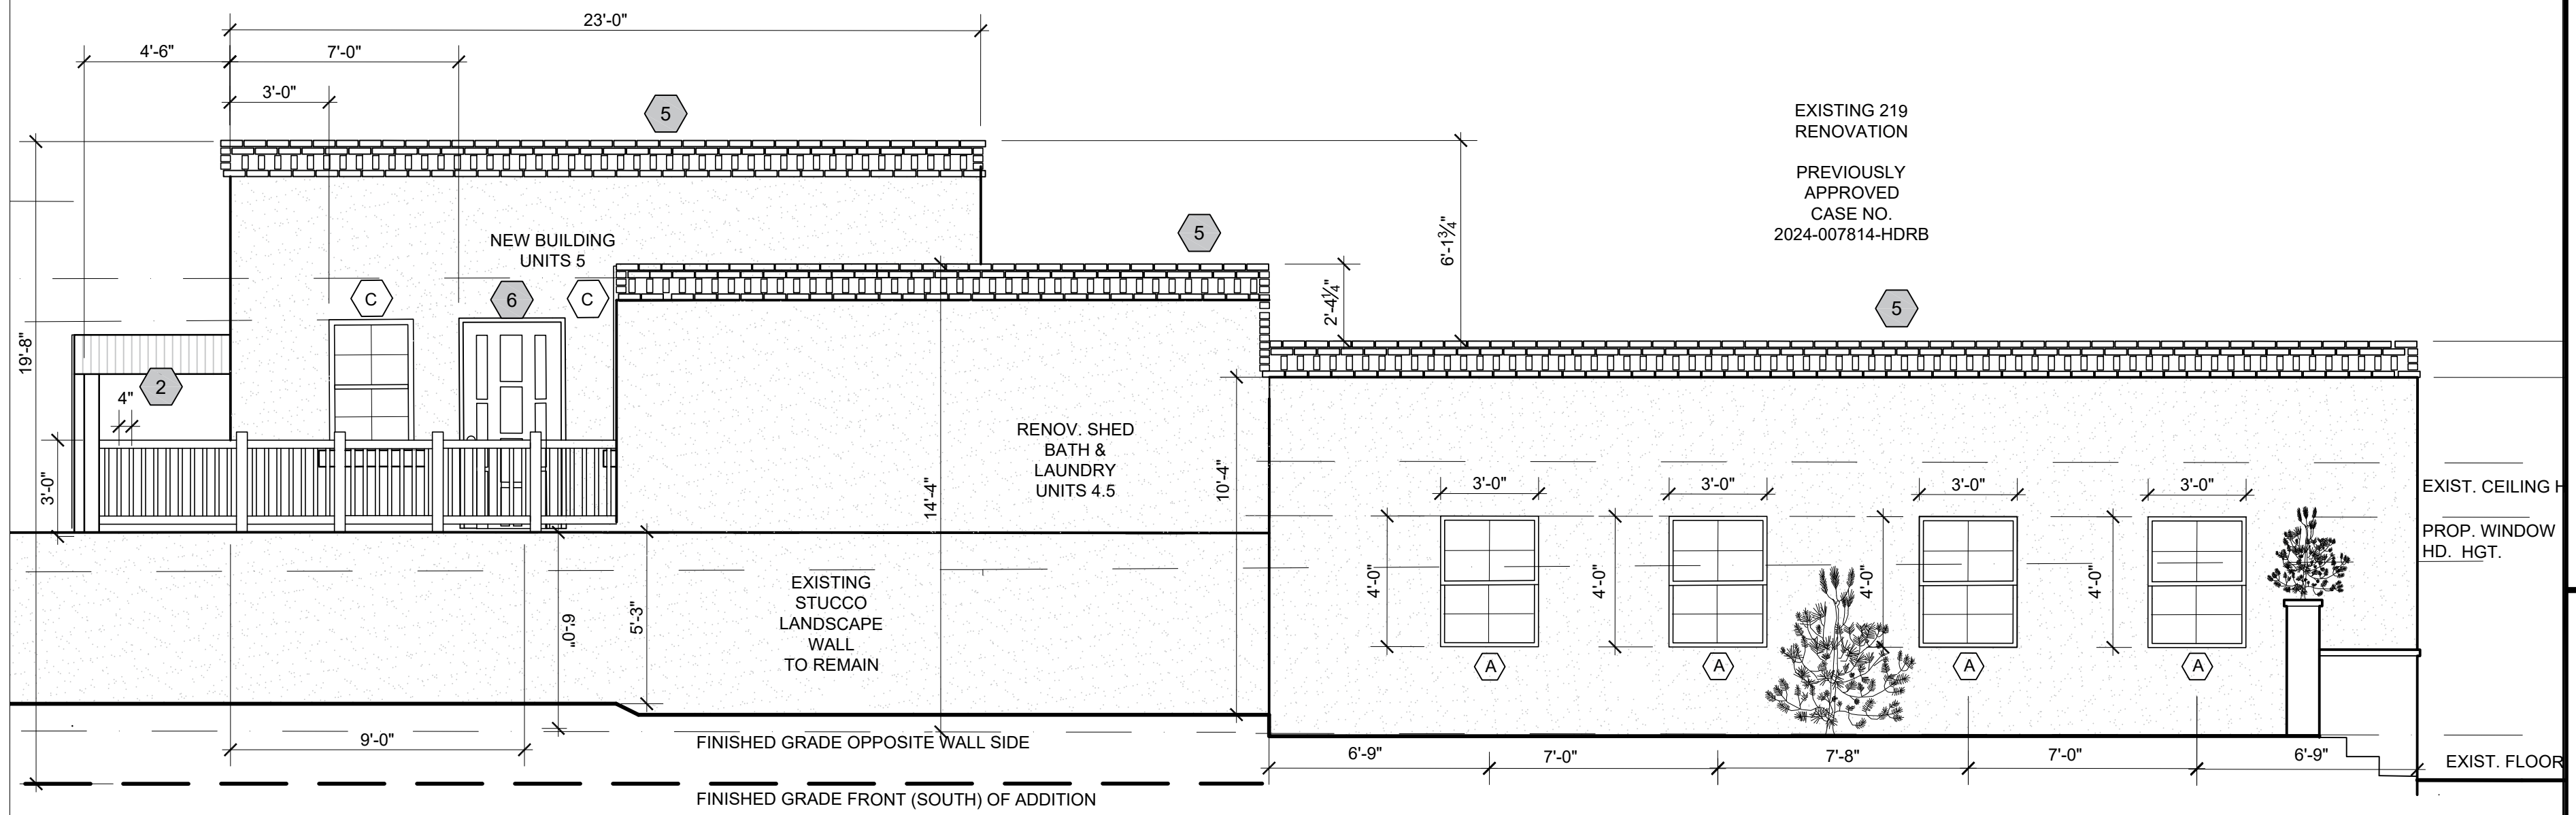 23'-0"
4'-6"
7'-0"
3'-0"
5
EXISTING 219
RENOVATION
PREVIOUSLY
APPROVED
CASE NO.
2024-007814-HDRB
5
6'-1¾"
NEW BUILDING
UNITS 5
C
6
C
2'-4¼"
5
19'-8"
2
4"
3'-0"
RENOV. SHED
BATH &
LAUNDRY
UNITS 4.5
14'-4"
10'-4"
3'-0"
3'-0"
3'-0"
3'-0"
EXIST. CEILING H
PROP. WINDOW
HD. HGT.
4'-0"
4'-0"
4'-0"
4'-0"
EXISTING
STUCCO
LANDSCAPE
WALL
TO REMAIN
6'-0"
5'-3"
A
A
A
A
9'-0"
FINISHED GRADE OPPOSITE WALL SIDE
6'-9"
7'-0"
7'-8"
7'-0"
6'-9"
EXIST. FLOOR
FINISHED GRADE FRONT (SOUTH) OF ADDITION